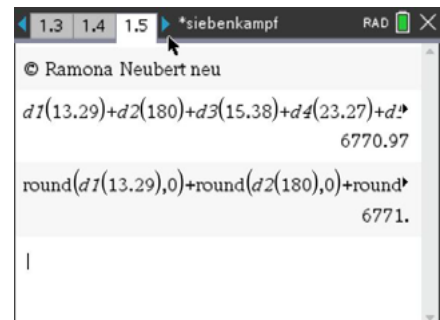 1.3 1.4 1.5 *siebenkampf RAD
© Ramona Neubert neu
d1(13.29)+d2(180)+d3(15.38)+d4(23.27)+d
6770.97
round(d1(13.29),0)+round(d2(180),0)+round
6771.